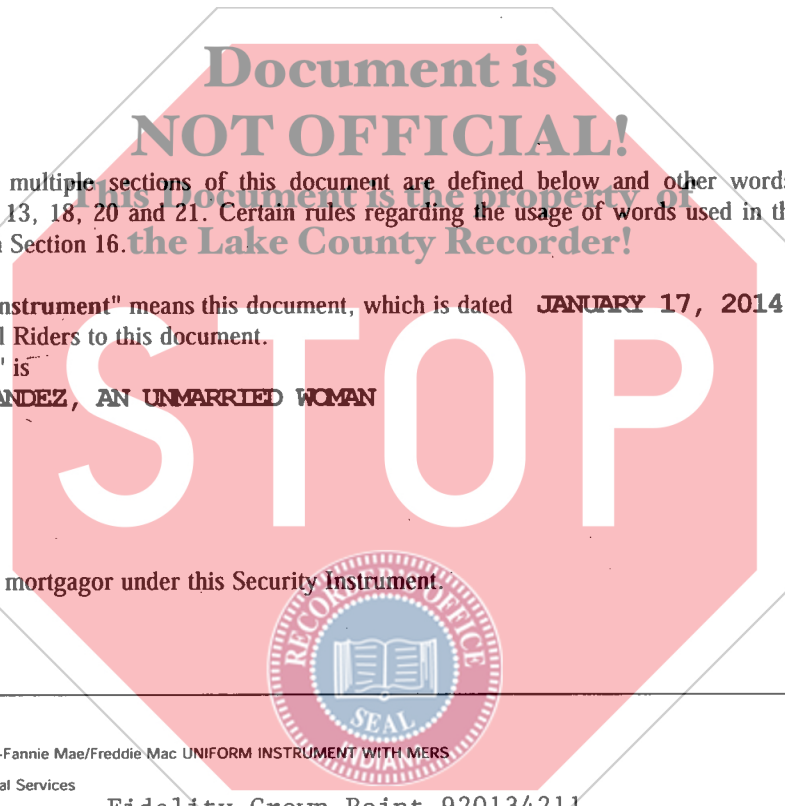 Document is
NOT OFFICIAL!
multiple sections of this document are defined below and other words
This Document is the property of
13, 18, 20 and 21. Certain rules regarding the usage of words used in th
Section 16.
the Lake County Recorder!
nstrument" means this document, which is dated JANUARY 17, 2014
l Riders to this document.
" is
ANDEZ, AN UNMARRIED WOMAN
STOP
mortgagor under this Security Instrument.
RECORDER'S OFFICE
SEAL
INDIANA
-Fannie Mae/Freddie Mac UNIFORM INSTRUMENT WITH MERS
al Services
Fidelity Crown Point 920134211